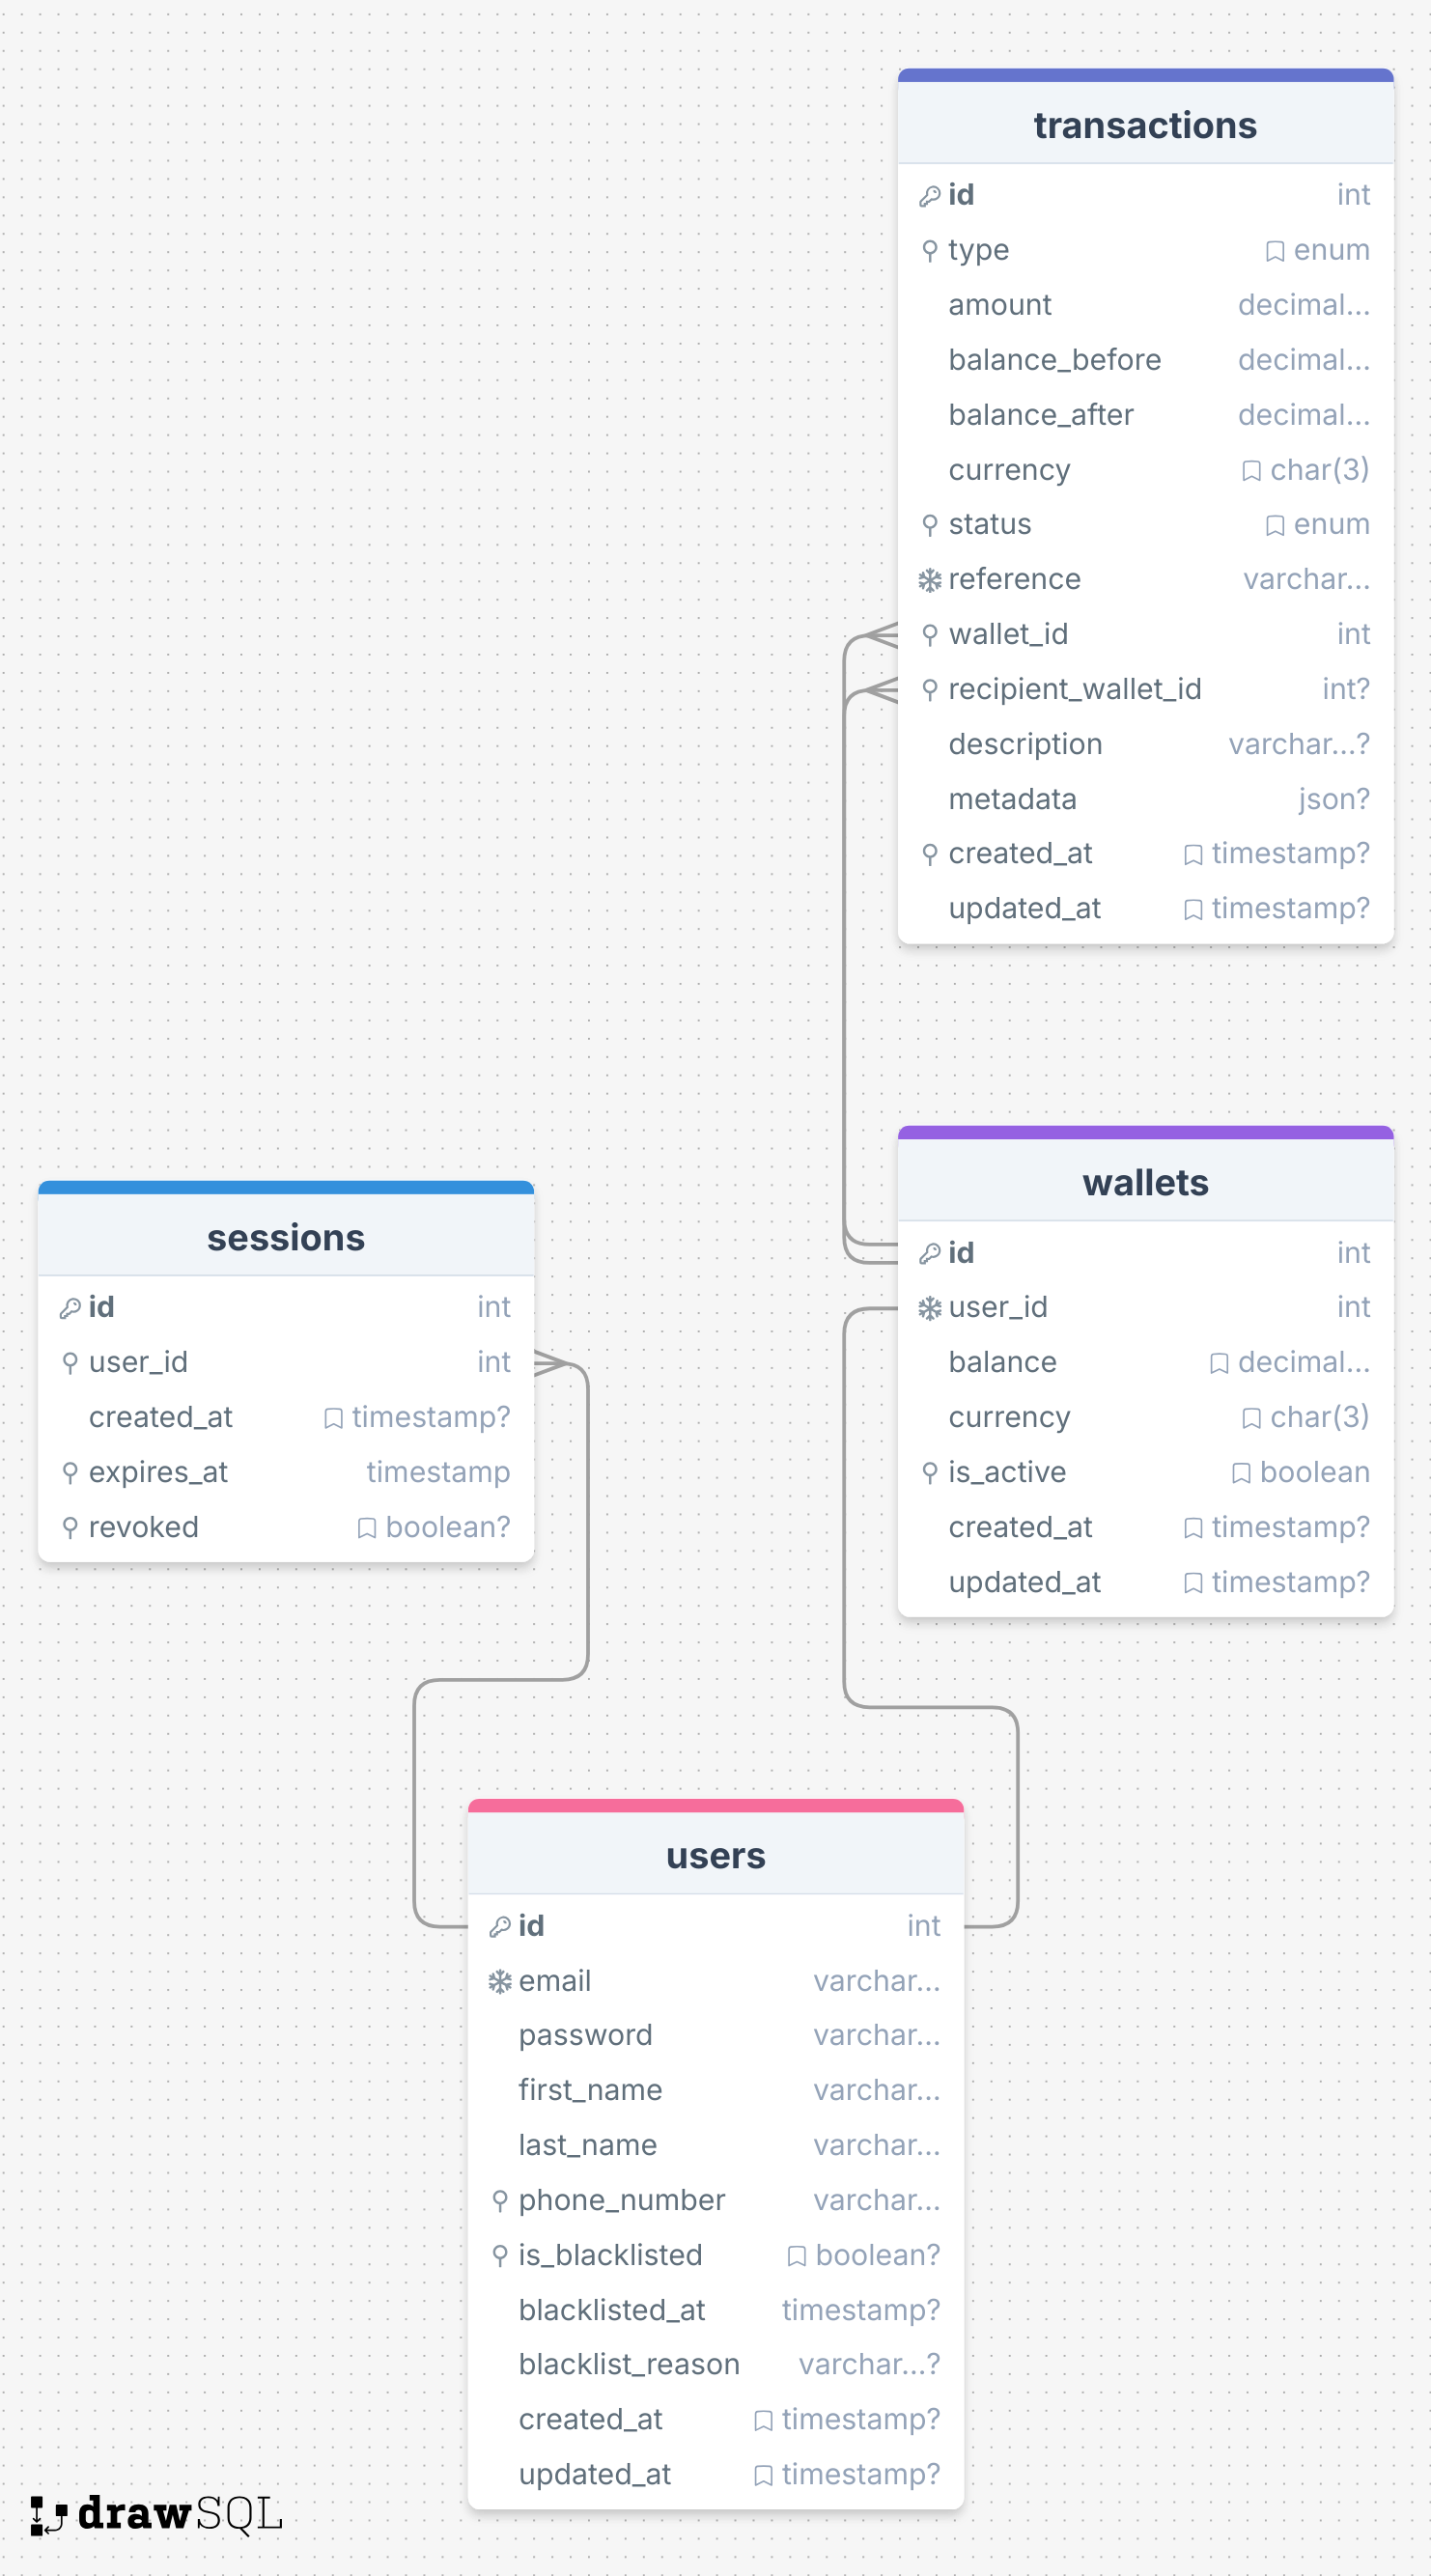 transactions
id int
type enum
amount decimal...
balance_before decimal...
balance_after decimal...
currency char(3)
status enum
reference varchar...
wallet_id int
recipient_wallet_id int?
description varchar...?
metadata json?
created_at timestamp?
updated_at timestamp?
wallets
id int
user_id int
balance decimal...
currency char(3)
is_active boolean
created_at timestamp?
updated_at timestamp?
sessions
id int
user_id int
created_at timestamp?
expires_at timestamp
revoked boolean?
users
id int
email varchar...
password varchar...
first_name varchar...
last_name varchar...
phone_number varchar...
is_blacklisted boolean?
blacklisted_at timestamp?
blacklist_reason varchar...?
created_at timestamp?
updated_at timestamp?
drawSQL